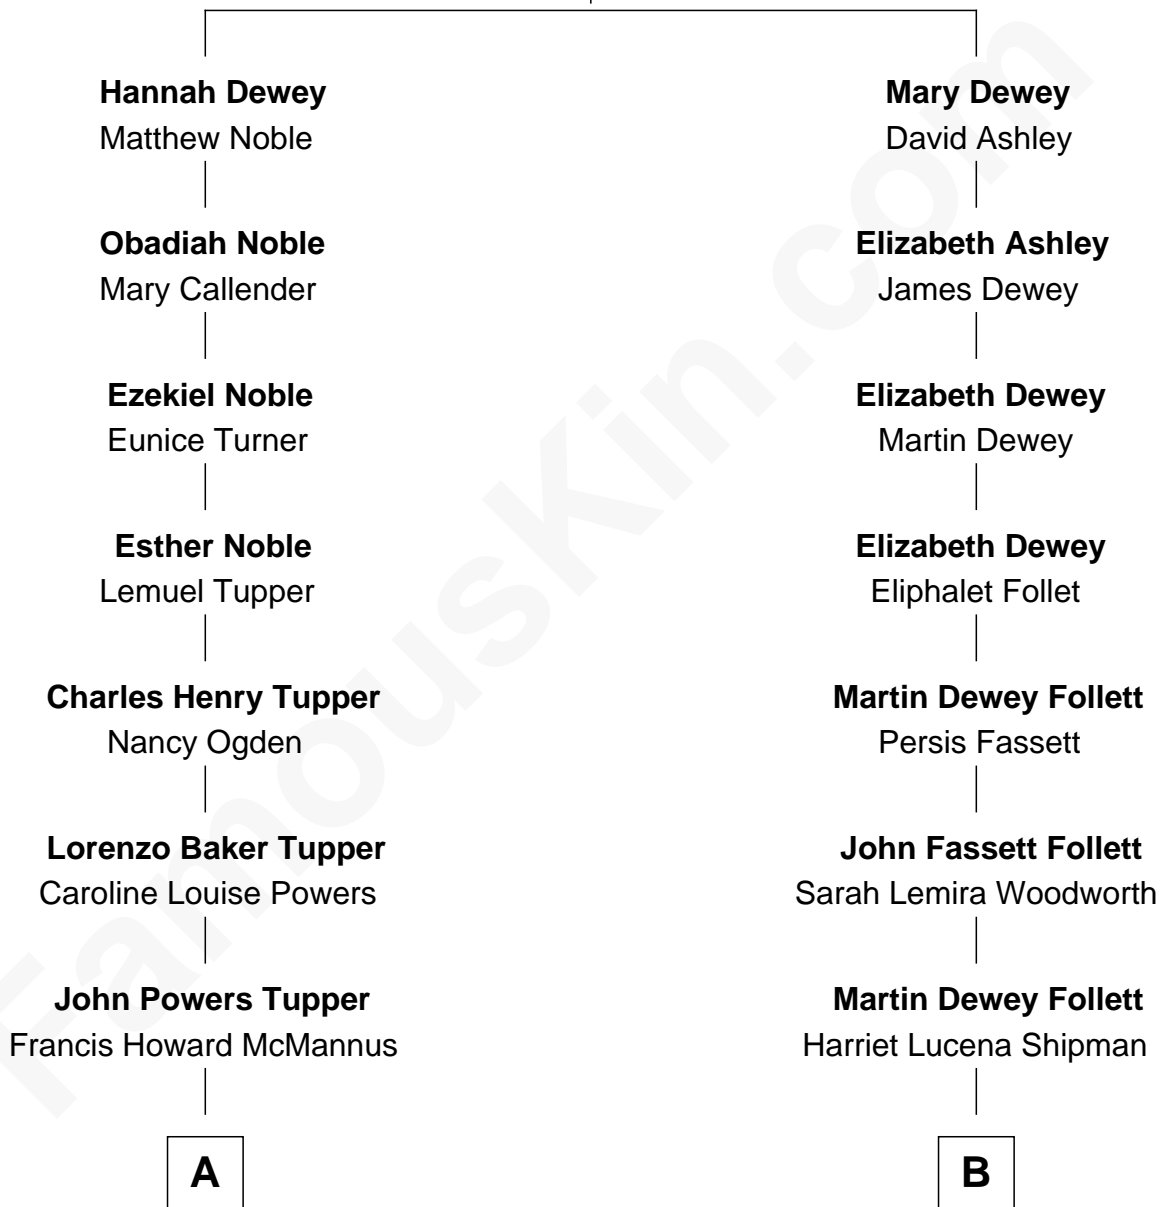 Hannah Dewey
Matthew Noble
Mary Dewey
David Ashley
Obadiah Noble
Mary Callender
Elizabeth Ashley
James Dewey
Ezekiel Noble
Eunice Turner
Elizabeth Dewey
Martin Dewey
Esther Noble
Lemuel Tupper
Elizabeth Dewey
Eliphalet Follet
Charles Henry Tupper
Nancy Ogden
Martin Dewey Follett
Persis Fassett
Lorenzo Baker Tupper
Caroline Louise Powers
John Fassett Follett
Sarah Lemira Woodworth
John Powers Tupper
Francis Howard McMannus
Martin Dewey Follett
Harriet Lucena Shipman
A
B
FamousKin.com